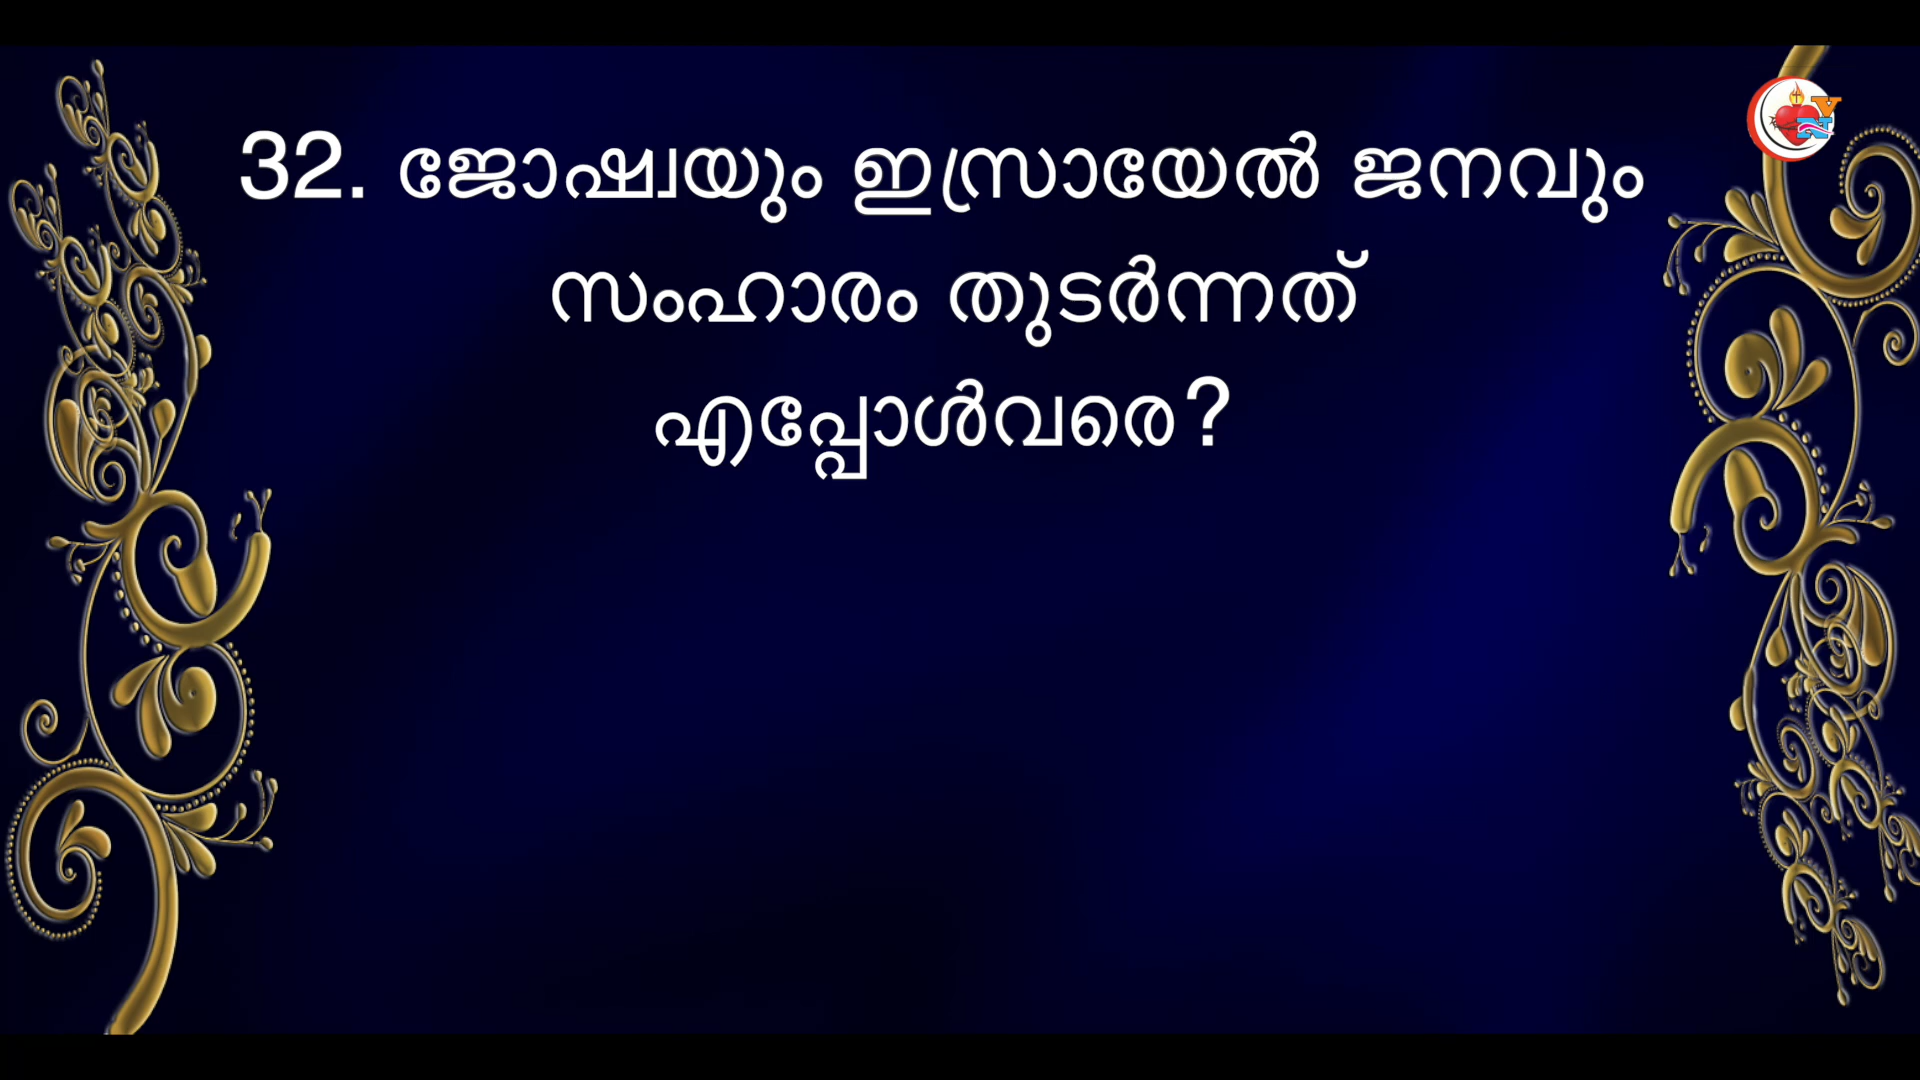 32. ജോഷ്വയും ഇസ്രായേൽ ജനവും
സംഹാരം തുടർന്നത്
എപ്പോൾവരെ?